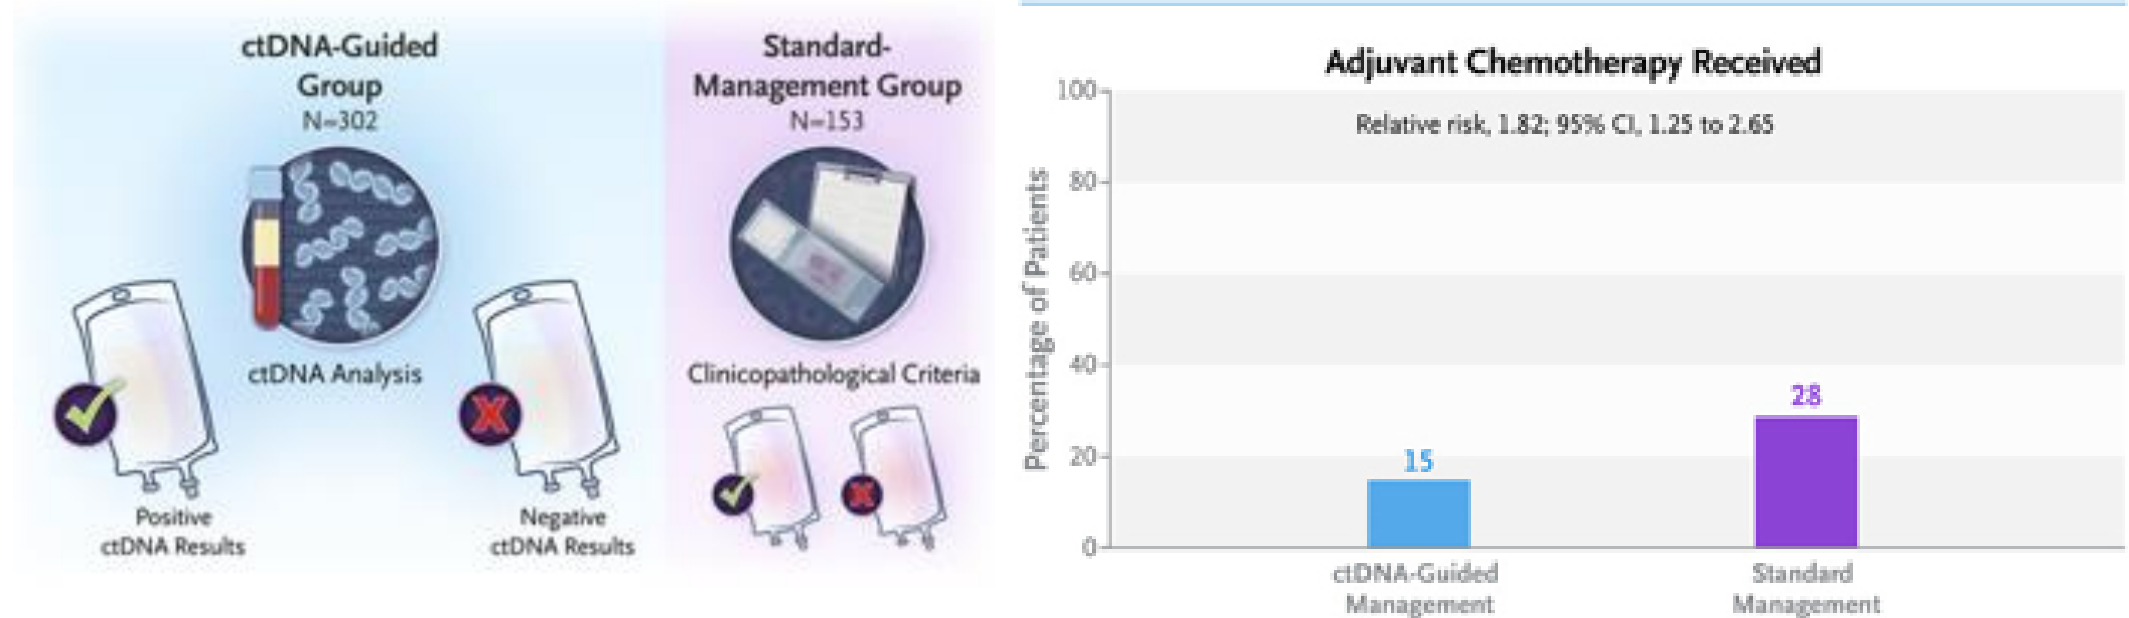 ctDNA-Guided
Group
N=302
ctDNA Analysis
Positive
ctDNA Results
Negative
ctDNA Results
Standard-
Management Group
N=153
Clinicopathological Criteria
Adjuvant Chemotherapy Received
Relative risk, 1.82; 95% CI, 1.25 to 2.65
Percentage of Patients
100
80
60
40
20
0
15
28
ctDNA-Guided
Management
Standard
Management